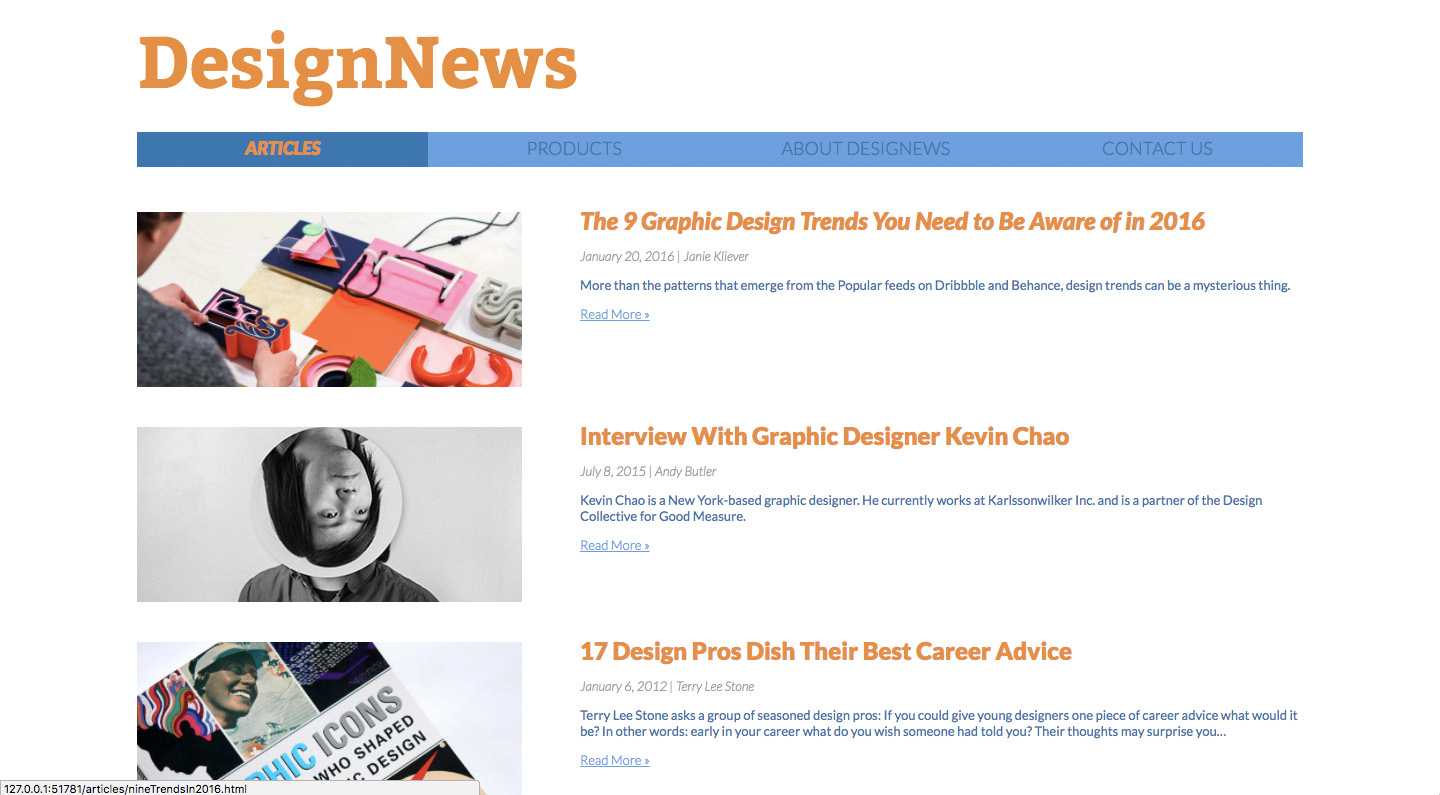 DesignNews
ARTICLES
PRODUCTS
ABOUT DESIGNEWS
CONTACT US
The 9 Graphic Design Trends You Need to Be Aware of in 2016
January 20, 2016 | Janie Kliever
More than the patterns that emerge from the Popular feeds on Dribbble and Behance, design trends can be a mysterious thing.
Read More »
Interview With Graphic Designer Kevin Chao
July 8, 2015 | Andy Butler
Kevin Chao is a New York-based graphic designer. He currently works at Karlssonwilker Inc. and is a partner of the Design
Collective for Good Measure.
Read More »
PHIC ICONS
WHO SHAPED
IC DESIGN
17 Design Pros Dish Their Best Career Advice
January 6, 2012 | Terry Lee Stone
Terry Lee Stone asks a group of seasoned design pros: If you could give young designers one piece of career advice what would it
be? In other words: early in your career what do you wish someone had told you? Their thoughts may surprise you...
Read More »
127.0.0.1:51781/articles/nineTrendsIn2016.html